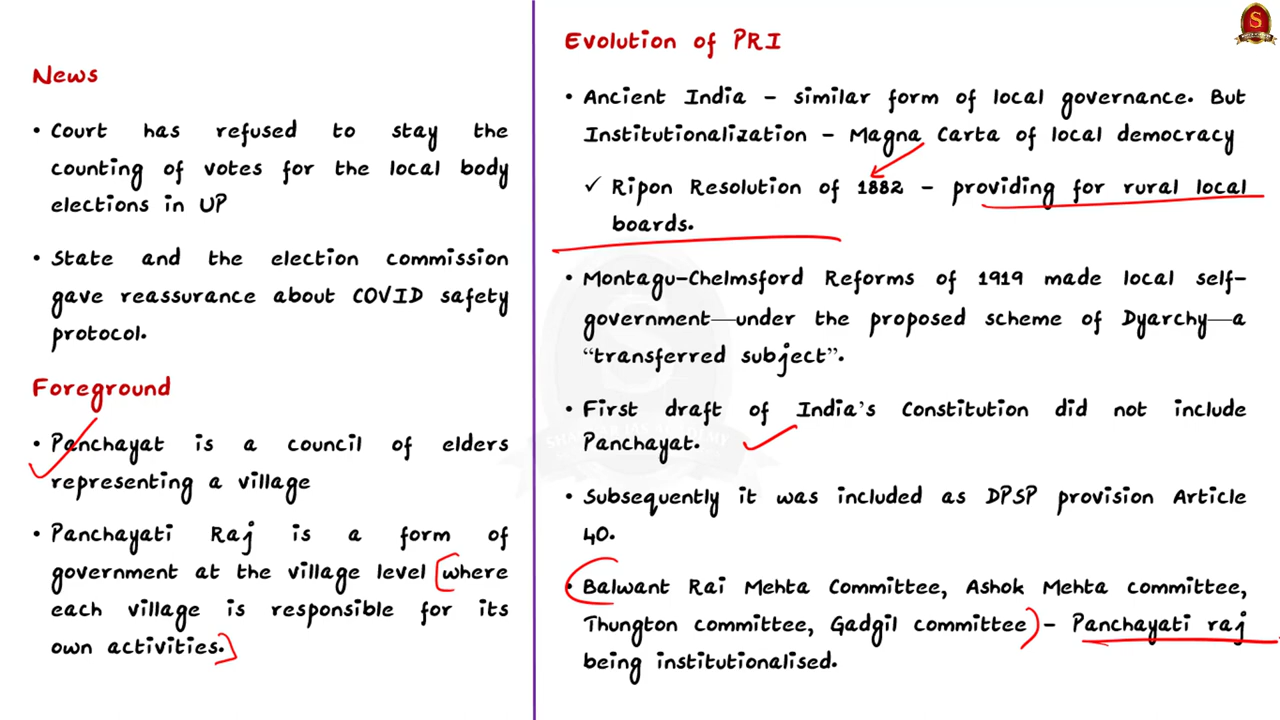 News
• Court has refused to stay the
counting of votes for the local body
elections in UP
• State and the election commission
gave reassurance about COVID safety
protocol.
Foreground
• Panchayat is a council of elders
representing a village
• Panchayati Raj is a form of
government at the village level [where
each village is responsible for its
own activities.]
Evolution of PRI
• Ancient India – similar form of local governance. But
Institutionalization – Magna Carta of local democracy
✓ Ripon Resolution of 1882 – providing for rural local
boards.
• Montagu-Chelmsford Reforms of 1919 made local self-
government—under the proposed scheme of Dyarchy—a
“transferred subject”.
• First draft of India’s Constitution did not include
Panchayat.
• Subsequently it was included as DPSP provision Article
40.
• Balwant Rai Mehta Committee, Ashok Mehta committee,
Thungton committee, Gadgil committee) – Panchayati raj
being institutionalised.